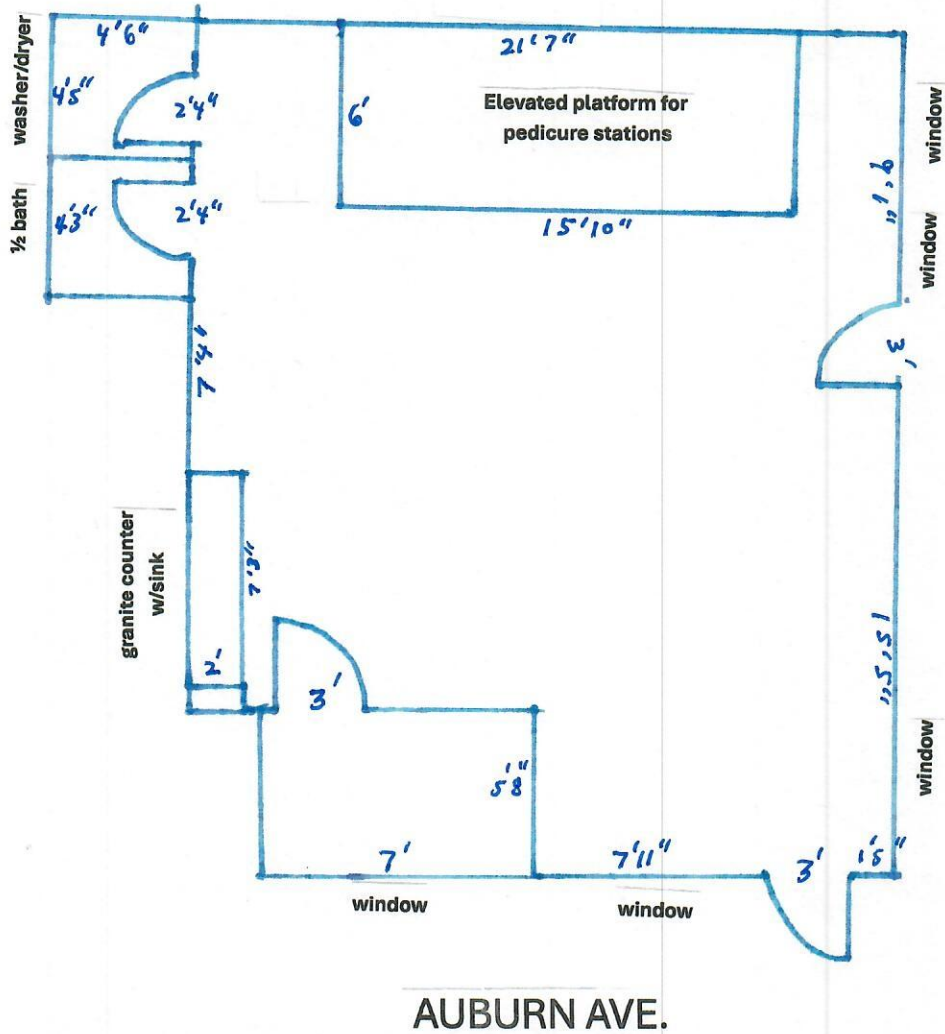 4'6"
21'7"
washer/dryer
4'5"
2'4"
6'
Elevated platform for
pedicure stations
window
9'1"
½ bath
4'3"
2'4"
15'10"
window
3'
7'4"
granite counter
w/sink
7'3"
2'
3'
15'5"
window
5'8"
7'
7'11"
3'
1'5"
window
window
AUBURN AVE.